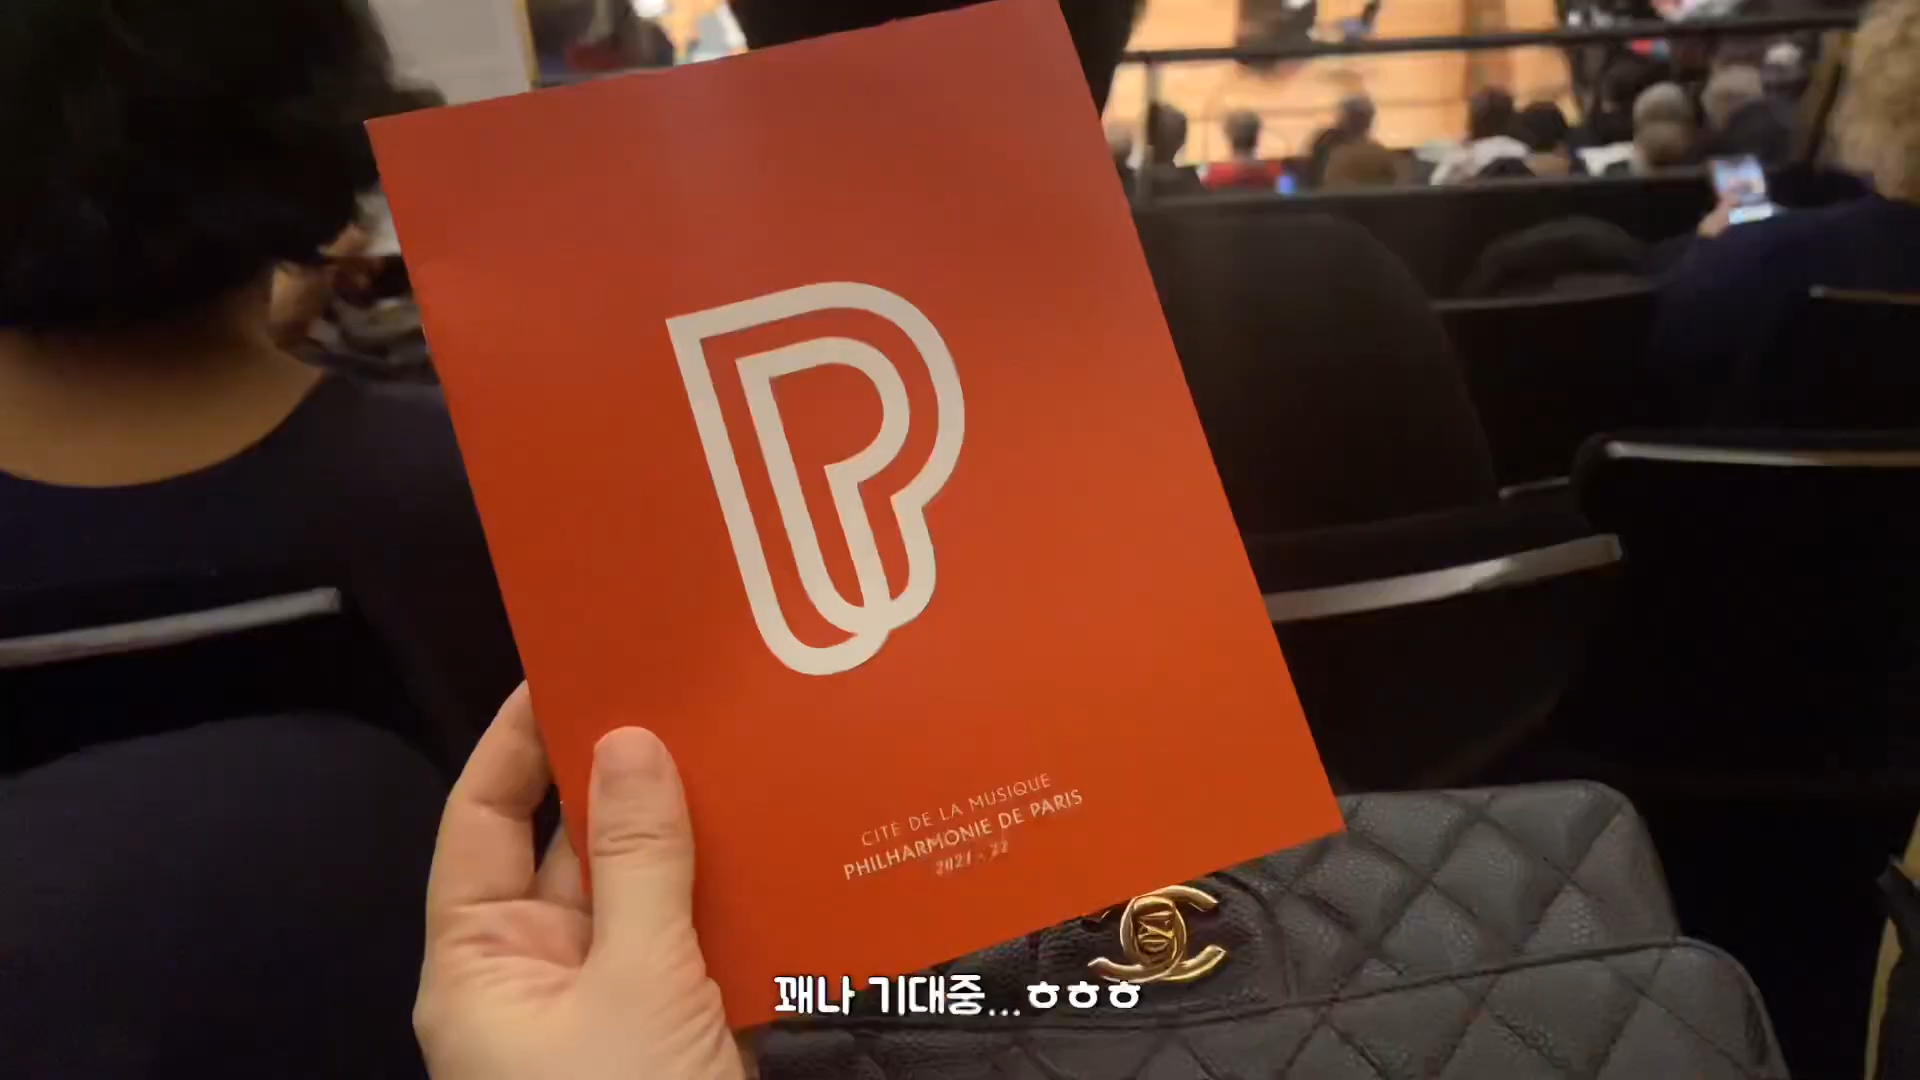 CITÉ DE LA MUSIQUE
PHILHARMONIE DE PARIS
2021 - 22
꽤나 기대중...ㅎㅎㅎ